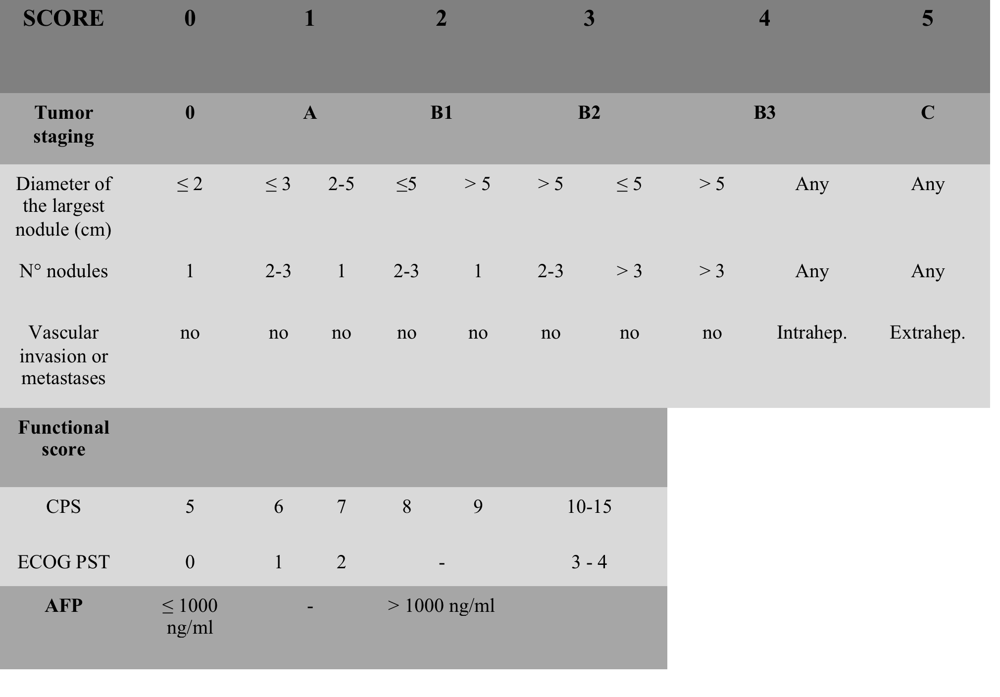 SCORE 0 1 2 3 4 5
Tumor 0 A B1 B2 B3 C
staging
Diameter of ≤ 2 ≤ 3 2-5 ≤5 > 5 > 5 ≤ 5 > 5 Any Any
the largest
nodule (cm)
N° nodules 1 2-3 1 2-3 1 2-3 > 3 > 3 Any Any
Vascular no no no no no no no no Intrahep. Extrahep.
invasion or
metastases
Functional
score
CPS 5 6 7 8 9 10-15
ECOG PST 0 1 2 - 3 - 4
AFP ≤ 1000 - > 1000 ng/ml
ng/ml